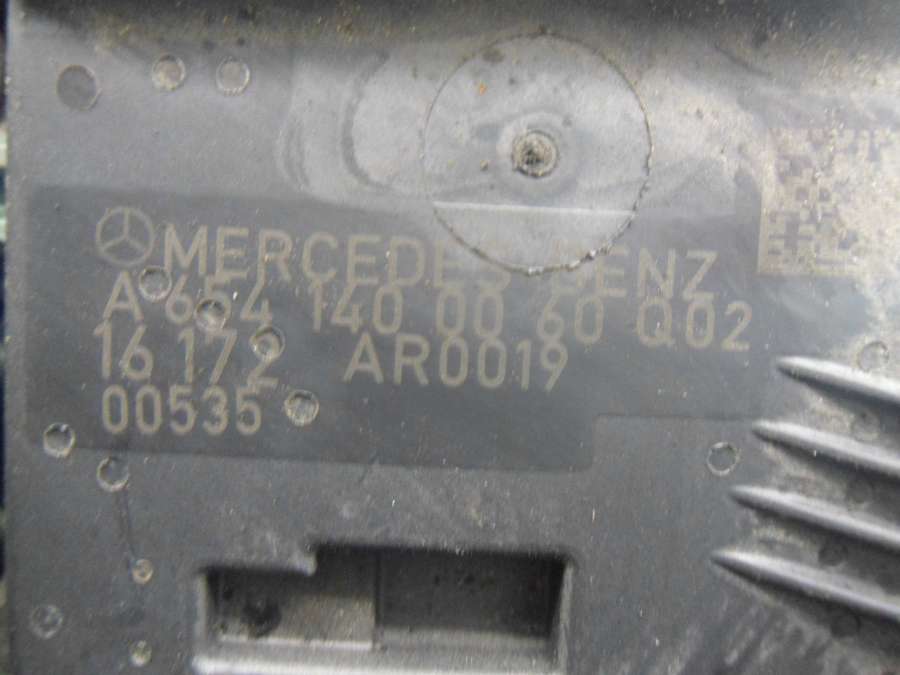 MERCEDES BENZ
A 654 140 00 60 Q02
16 172 AR0019
00535